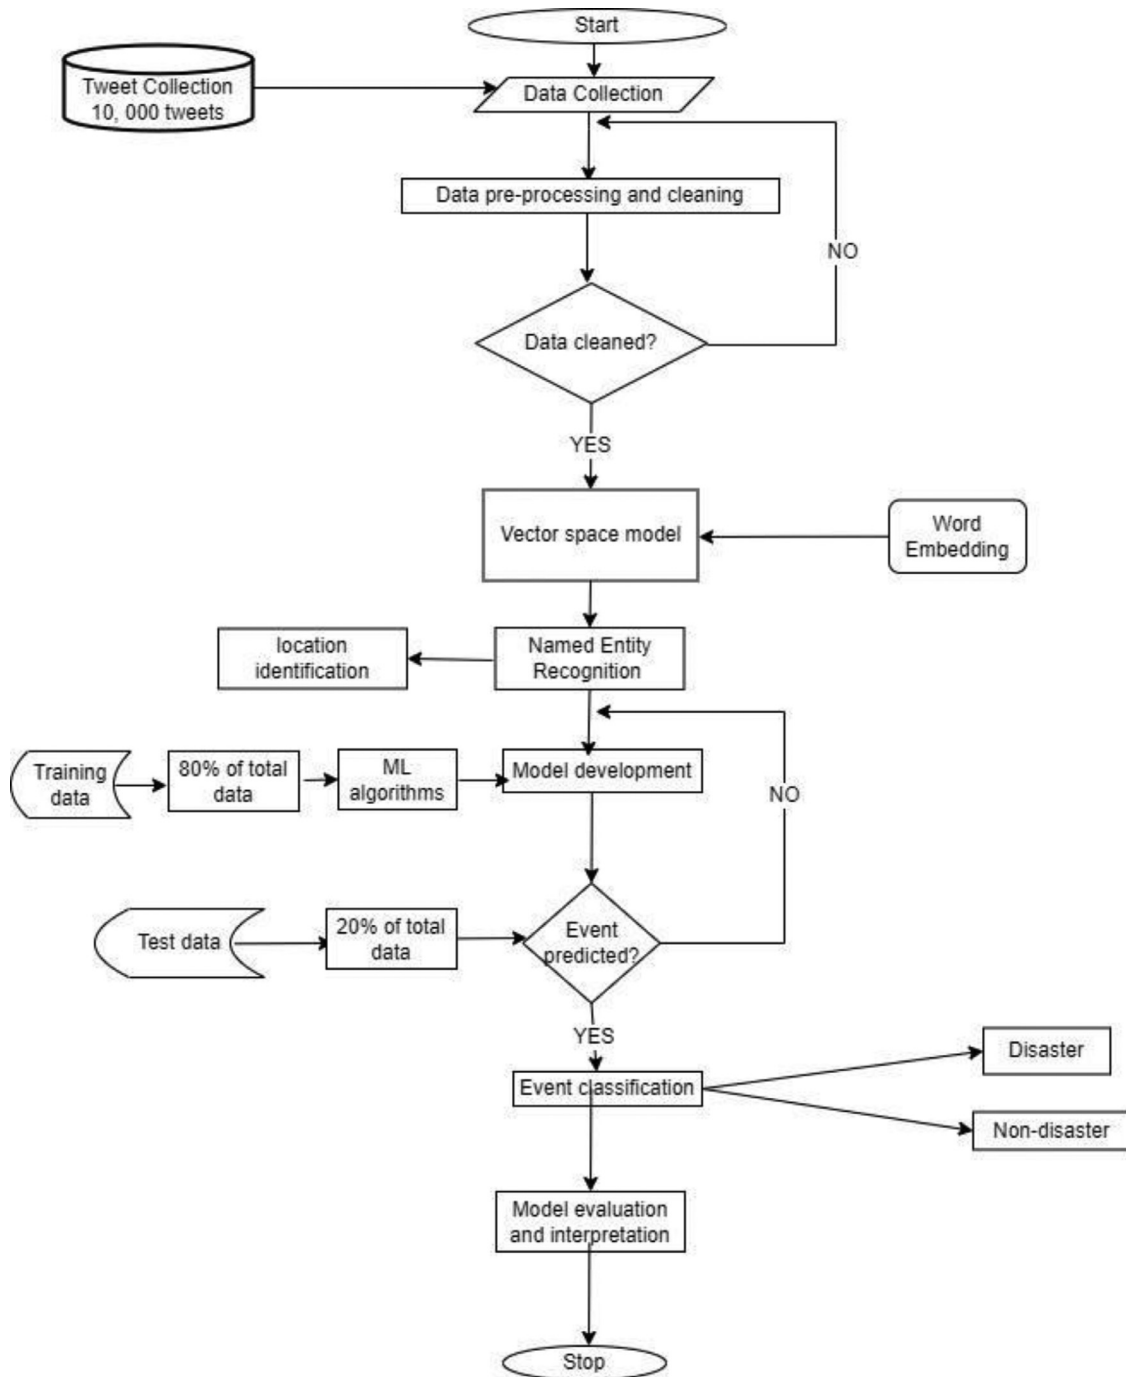 Start
Tweet Collection
10, 000 tweets
Data Collection
Data pre-processing and cleaning
NO
Data cleaned?
YES
Vector space model
Word
Embedding
location
identification
Named Entity
Recognition
Training
data
80% of total
data
ML
algorithms
Model development
NO
Test data
20% of total
data
Event
predicted?
YES
Event classification
Disaster
Non-disaster
Model evaluation
and interpretation
Stop